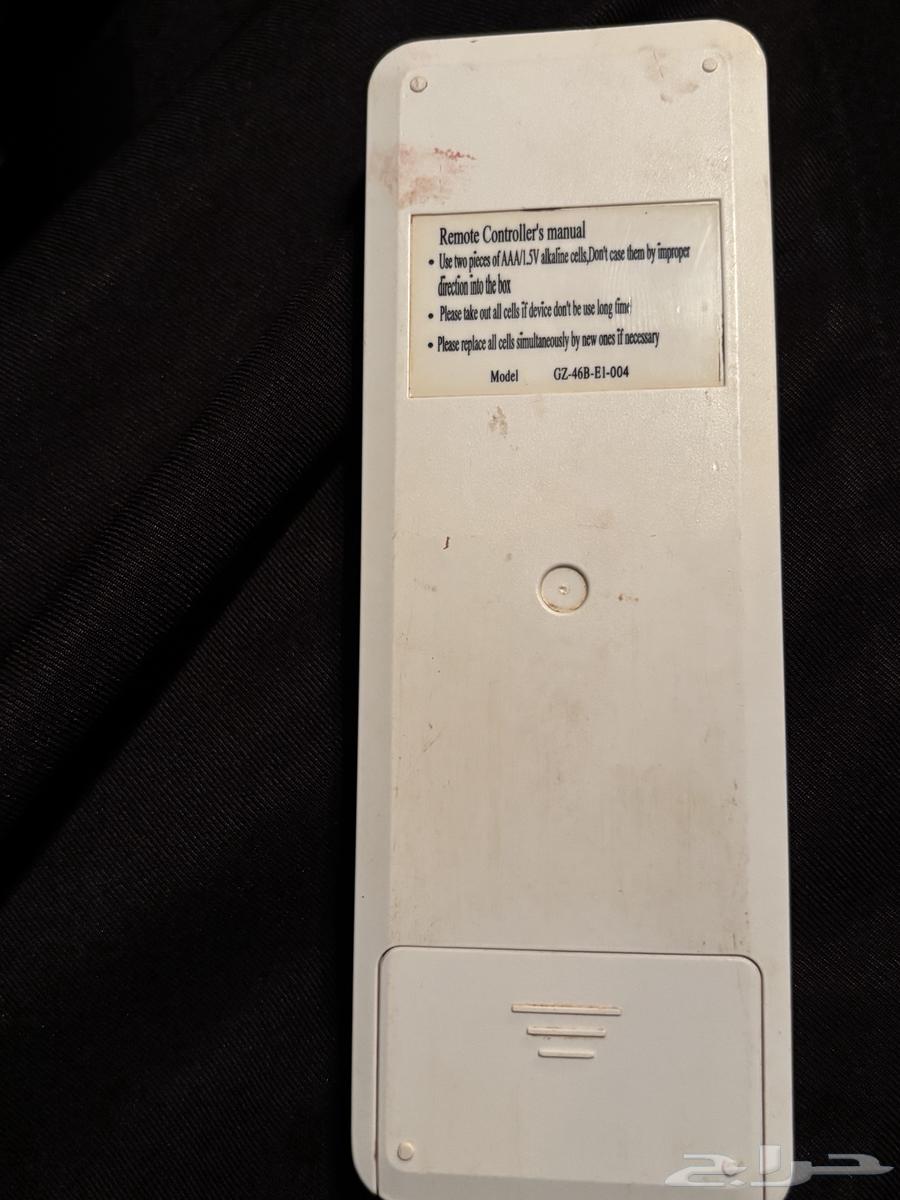 Remote Controller's manual
• Use two pieces of AAA/1.5V alkaline cells,Don't case them by improper
direction into the box
• Please take out all cells if device don't be use long time
• Please replace all cells simultaneously by new ones if necessary
Model GZ-46B-E1-004
حراج